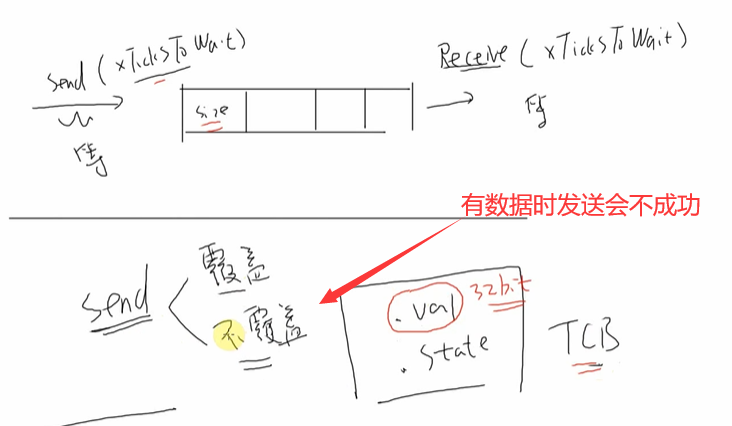 Send (xTicksToWait)
Receive (xTicksToWait)
size
等
等
有数据时发送会不成功
Send
覆盖
不覆盖
.val
32bit
.state
TCB